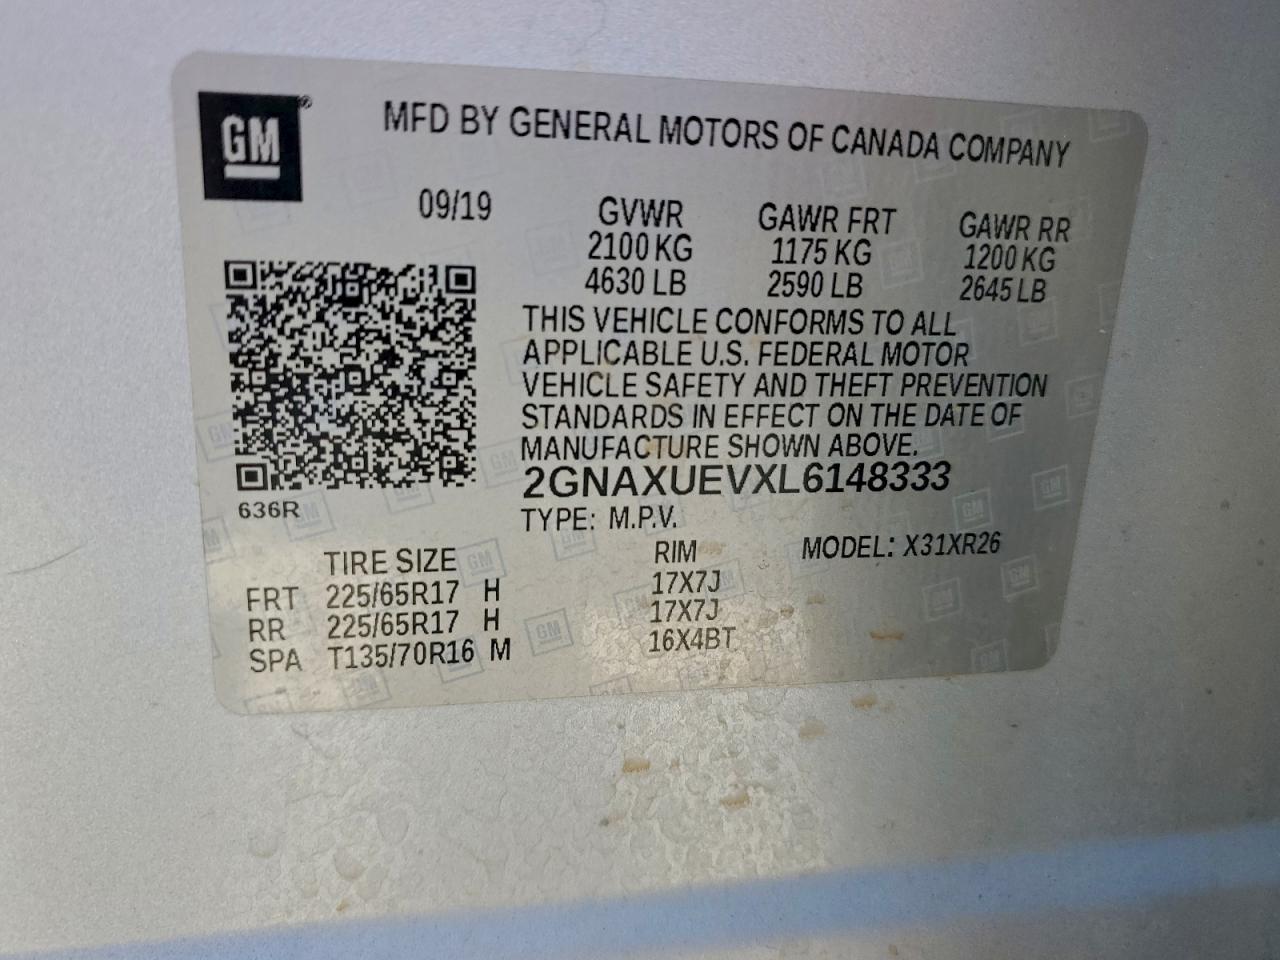 GM®
MFD BY GENERAL MOTORS OF CANADA COMPANY
09/19 GVWR GAWR FRT GAWR RR
2100 KG 1175 KG 1200 KG
4630 LB 2590 LB 2645 LB
THIS VEHICLE CONFORMS TO ALL
APPLICABLE U.S. FEDERAL MOTOR
VEHICLE SAFETY AND THEFT PREVENTION
STANDARDS IN EFFECT ON THE DATE OF
MANUFACTURE SHOWN ABOVE.
2GNAXUEVXL6148333
636R
TYPE: M.P.V.
TIRE SIZE RIM MODEL: X31XR26
FRT 225/65R17 H 17X7J
RR 225/65R17 H 17X7J
SPA T135/70R16 M 16X4BT